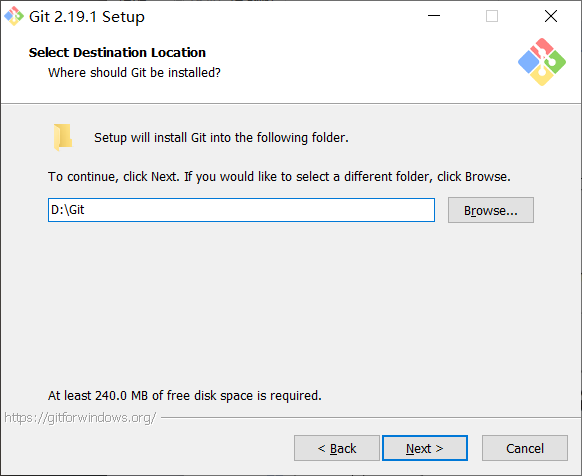 Git 2.19.1 Setup
Select Destination Location
Where should Git be installed?
Setup will install Git into the following folder.
To continue, click Next. If you would like to select a different folder, click Browse.
D:\Git
Browse...
At least 240.0 MB of free disk space is required.
https://gitforwindows.org/
< Back
Next >
Cancel